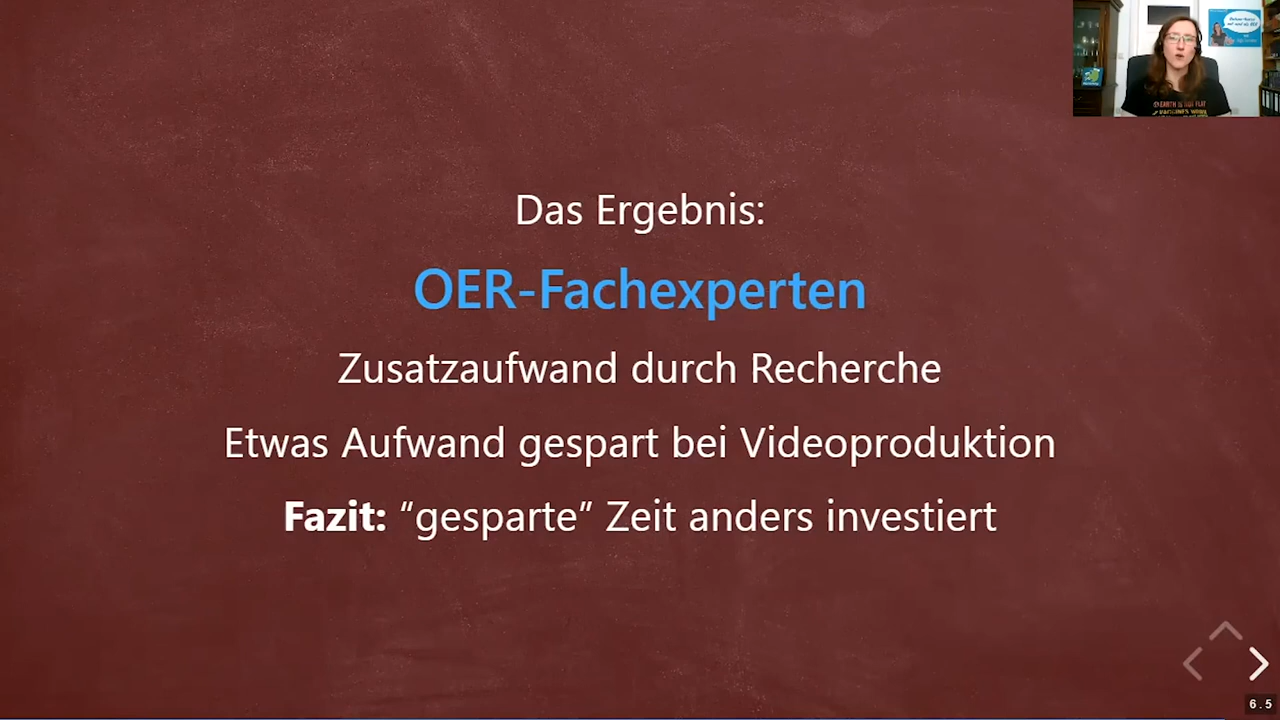 Das Ergebnis:
OER-Fachexperten
Zusatzaufwand durch Recherche
Etwas Aufwand gespart bei Videoproduktion
Fazit: “gesparte” Zeit anders investiert
6.5